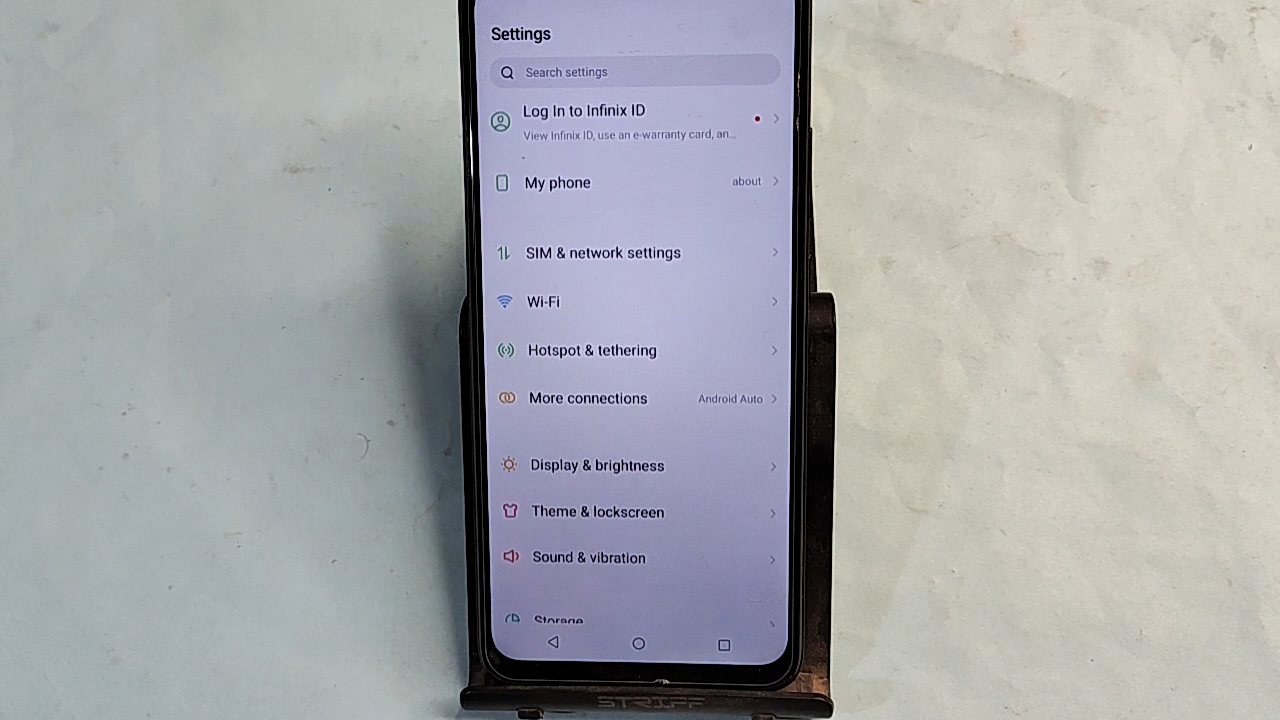 Settings
Search settings
Log In to Infinix ID
View Infinix ID, use an e-warranty card, an...
My phone about
SIM & network settings
Wi-Fi
Hotspot & tethering
More connections Android Auto
Display & brightness
Theme & lockscreen
Sound & vibration
Storage
STRIFF